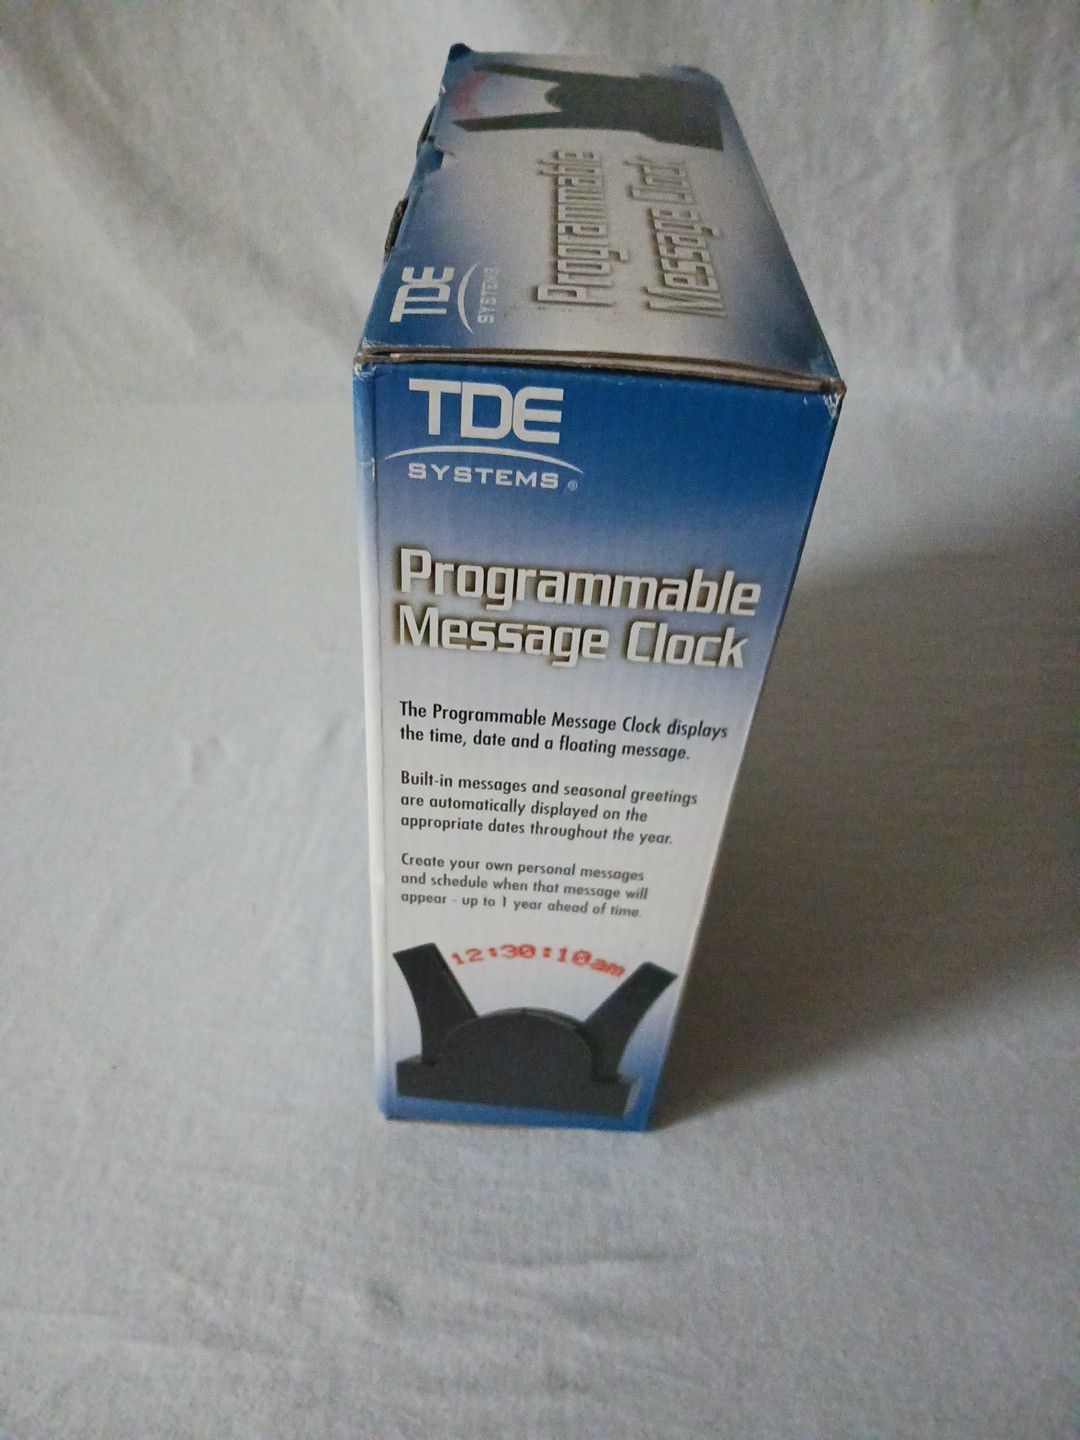 Programmable
Message Clock
TDE
SYSTEMS
TDE
SYSTEMS®
Programmable
Message Clock
The Programmable Message Clock displays
the time, date and a floating message.
Built-in messages and seasonal greetings
are automatically displayed on the
appropriate dates throughout the year.
Create your own personal messages
and schedule when that message will
appear - up to 1 year ahead of time.
12:30:10am